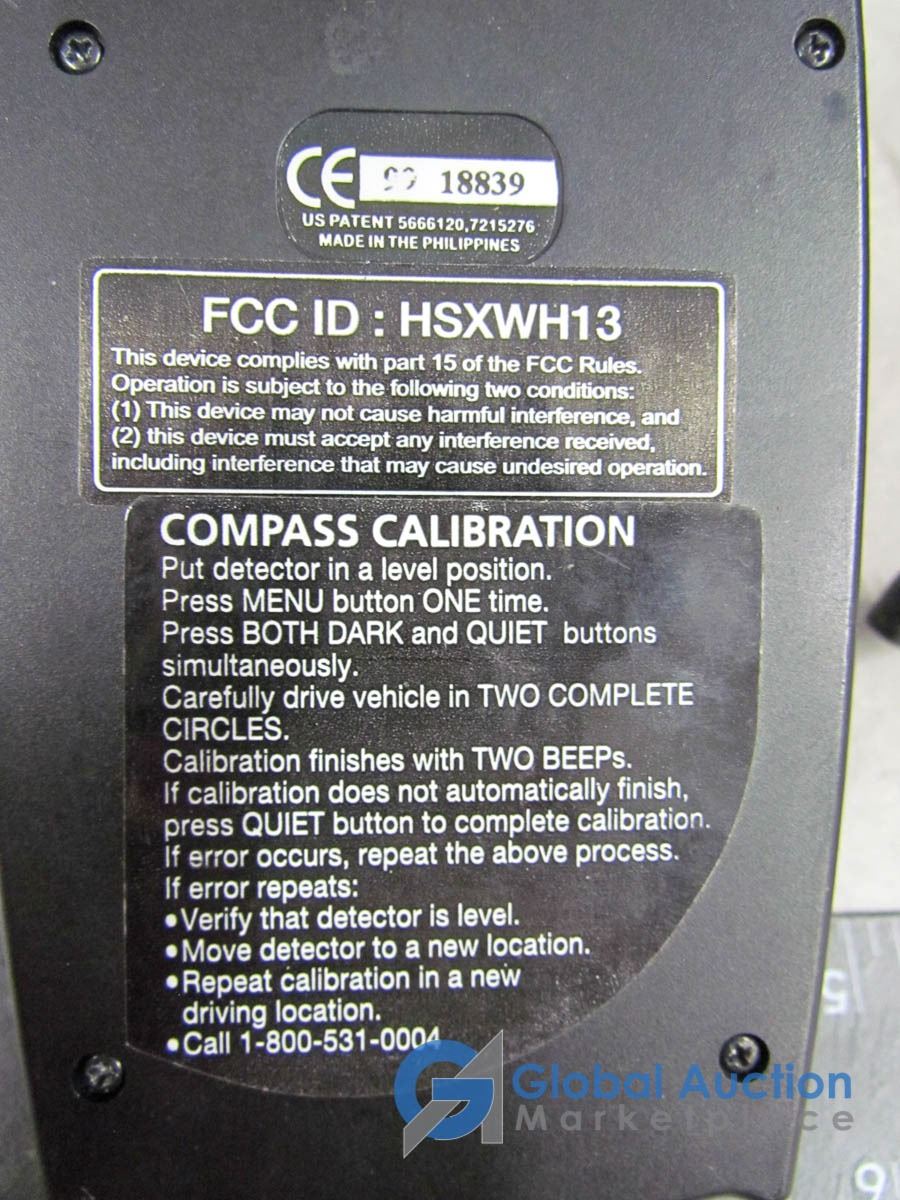 CE 18839
US PATENT 5666120,7215276
MADE IN THE PHILIPPINES
FCC ID : HSXWH13
This device complies with part 15 of the FCC Rules.
Operation is subject to the following two conditions:
(1) This device may not cause harmful interference, and
(2) this device must accept any interference received,
including interference that may cause undesired operation.
COMPASS CALIBRATION
Put detector in a level position.
Press MENU button ONE time.
Press BOTH DARK and QUIET buttons
simultaneously.
Carefully drive vehicle in TWO COMPLETE
CIRCLES.
Calibration finishes with TWO BEEPs.
If calibration does not automatically finish,
press QUIET button to complete calibration.
If error occurs, repeat the above process.
If error repeats:
•Verify that detector is level.
•Move detector to a new location.
•Repeat calibration in a new
driving location.
•Call 1-800-531-0004
Global Auction
Marketplace
5
6